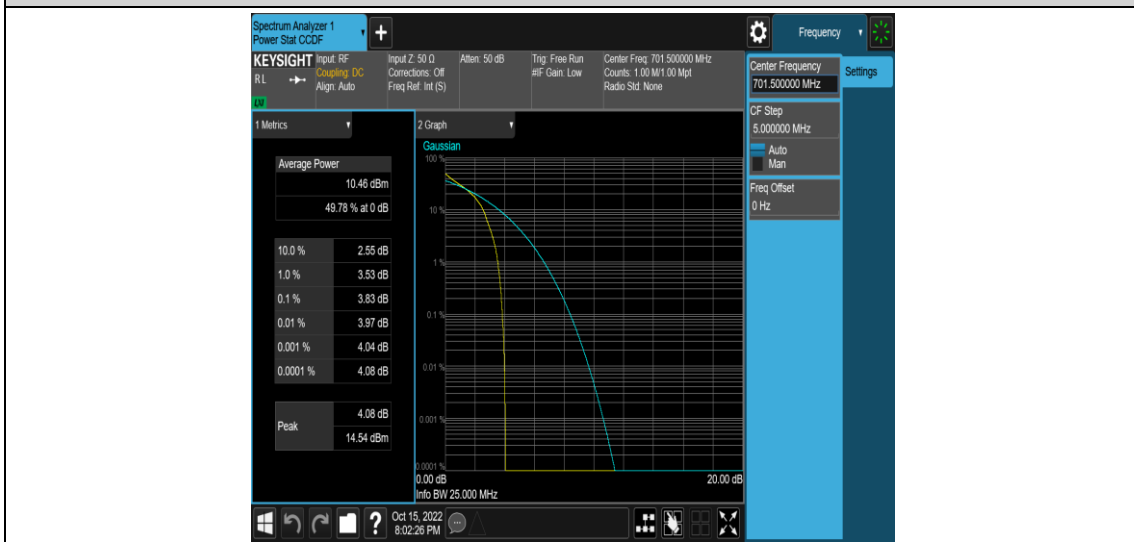 Spectrum Analyzer 1
Power Stat CCDF
Frequency
KEYSIGHT
Input: RF
Coupling: DC
Align: Auto
Input Z: 50 Ω
Corrections: Off
Freq Ref: Int (S)
Atten: 50 dB
Trig: Free Run
#IF Gain: Low
Center Freq: 701.500000 MHz
Counts: 1.00 M/1.00 Mpt
Radio Std: None
RL
Center Frequency
701.500000 MHz
Settings
CF Step
5.000000 MHz
Auto
Man
Freq Offset
0 Hz
1 Metrics
Average Power
10.46 dBm
49.78 % at 0 dB
10.0 % 2.55 dB
1.0 % 3.53 dB
0.1 % 3.83 dB
0.01 % 3.97 dB
0.001 % 4.04 dB
0.0001 % 4.08 dB
Peak
4.08 dB
14.54 dBm
2 Graph
Gaussian
100 %
10 %
1 %
0.1 %
0.01 %
0.001 %
0.0001 %
0.00 dB 20.00 dB
Info BW 25.000 MHz
?
Oct 15, 2022
8:02:26 PM